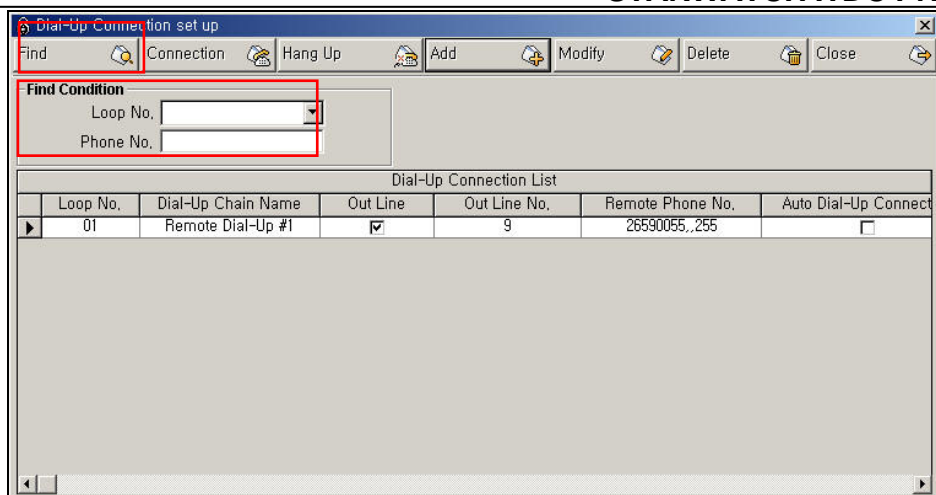 Dial-Up Connection set up
Find Connection Hang Up Add Modify Delete Close
Find Condition
Loop No,
Phone No,
Dial-Up Connection List
Loop No, Dial-Up Chain Name Out Line Out Line No, Remote Phone No, Auto Dial-Up Connect
01 Remote Dial-Up #1 9 26590055,,255